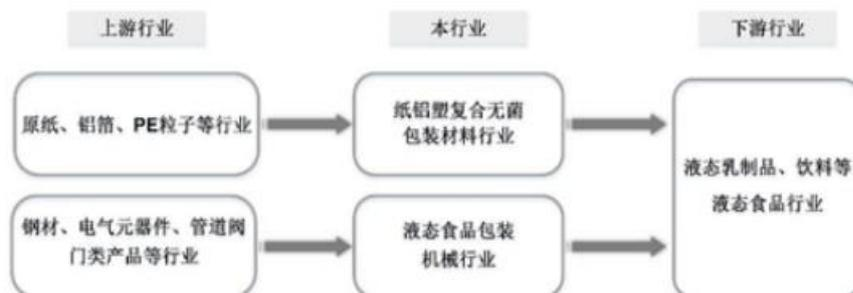 上游行业
本行业
下游行业
原纸、铝箔、PE粒子等行业
纸铝塑复合无菌
包装材料行业
液态乳制品、饮料等
液态食品行业
钢材、电气元器件、管道阀
门类产品等行业
液态食品包装
机械行业